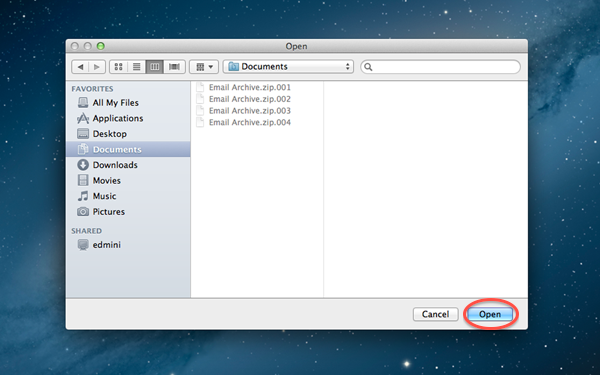 Open
Documents
FAVORITES
All My Files
Applications
Desktop
Documents
Downloads
Movies
Music
Pictures
SHARED
edmini
Email Archive.zip.001
Email Archive.zip.002
Email Archive.zip.003
Email Archive.zip.004
Cancel
Open